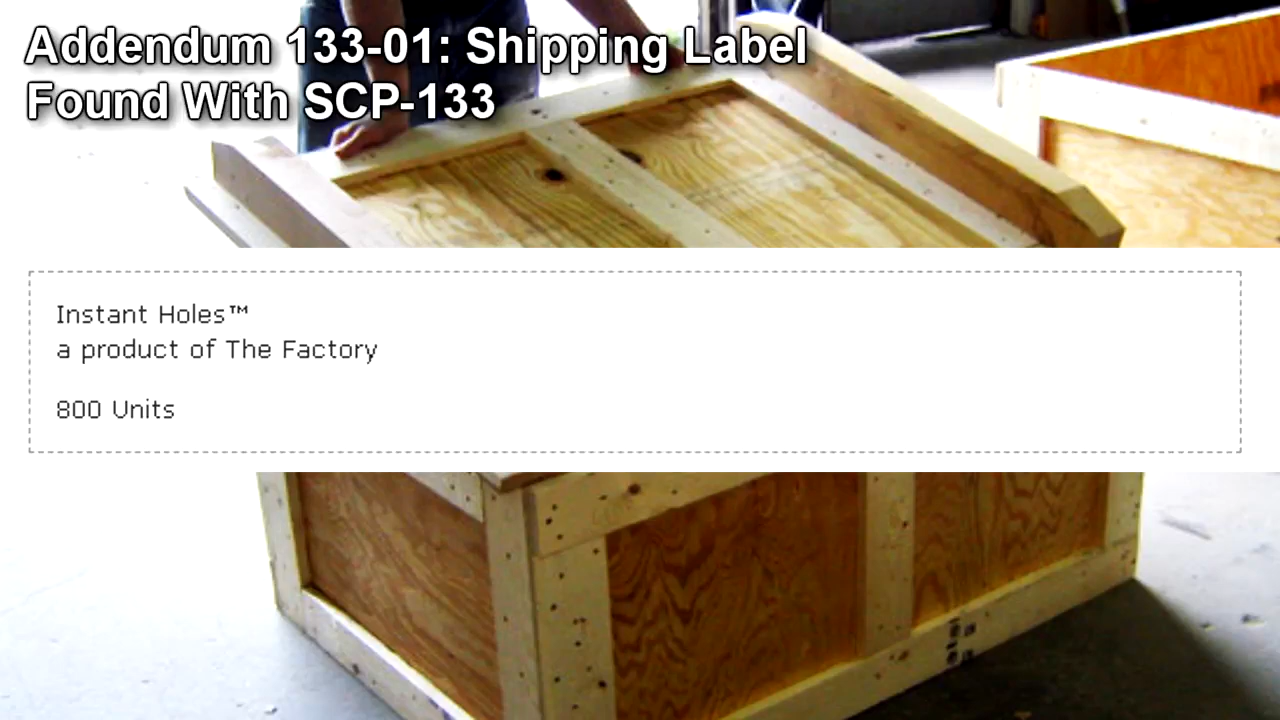 Addendum 133-01: Shipping Label
Found With SCP-133
Instant Holes™
a product of The Factory
800 Units